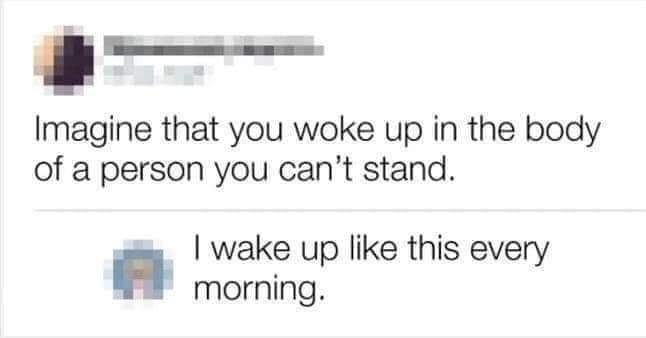 Imagine that you woke up in the body
of a person you can't stand.
I wake up like this every
morning.